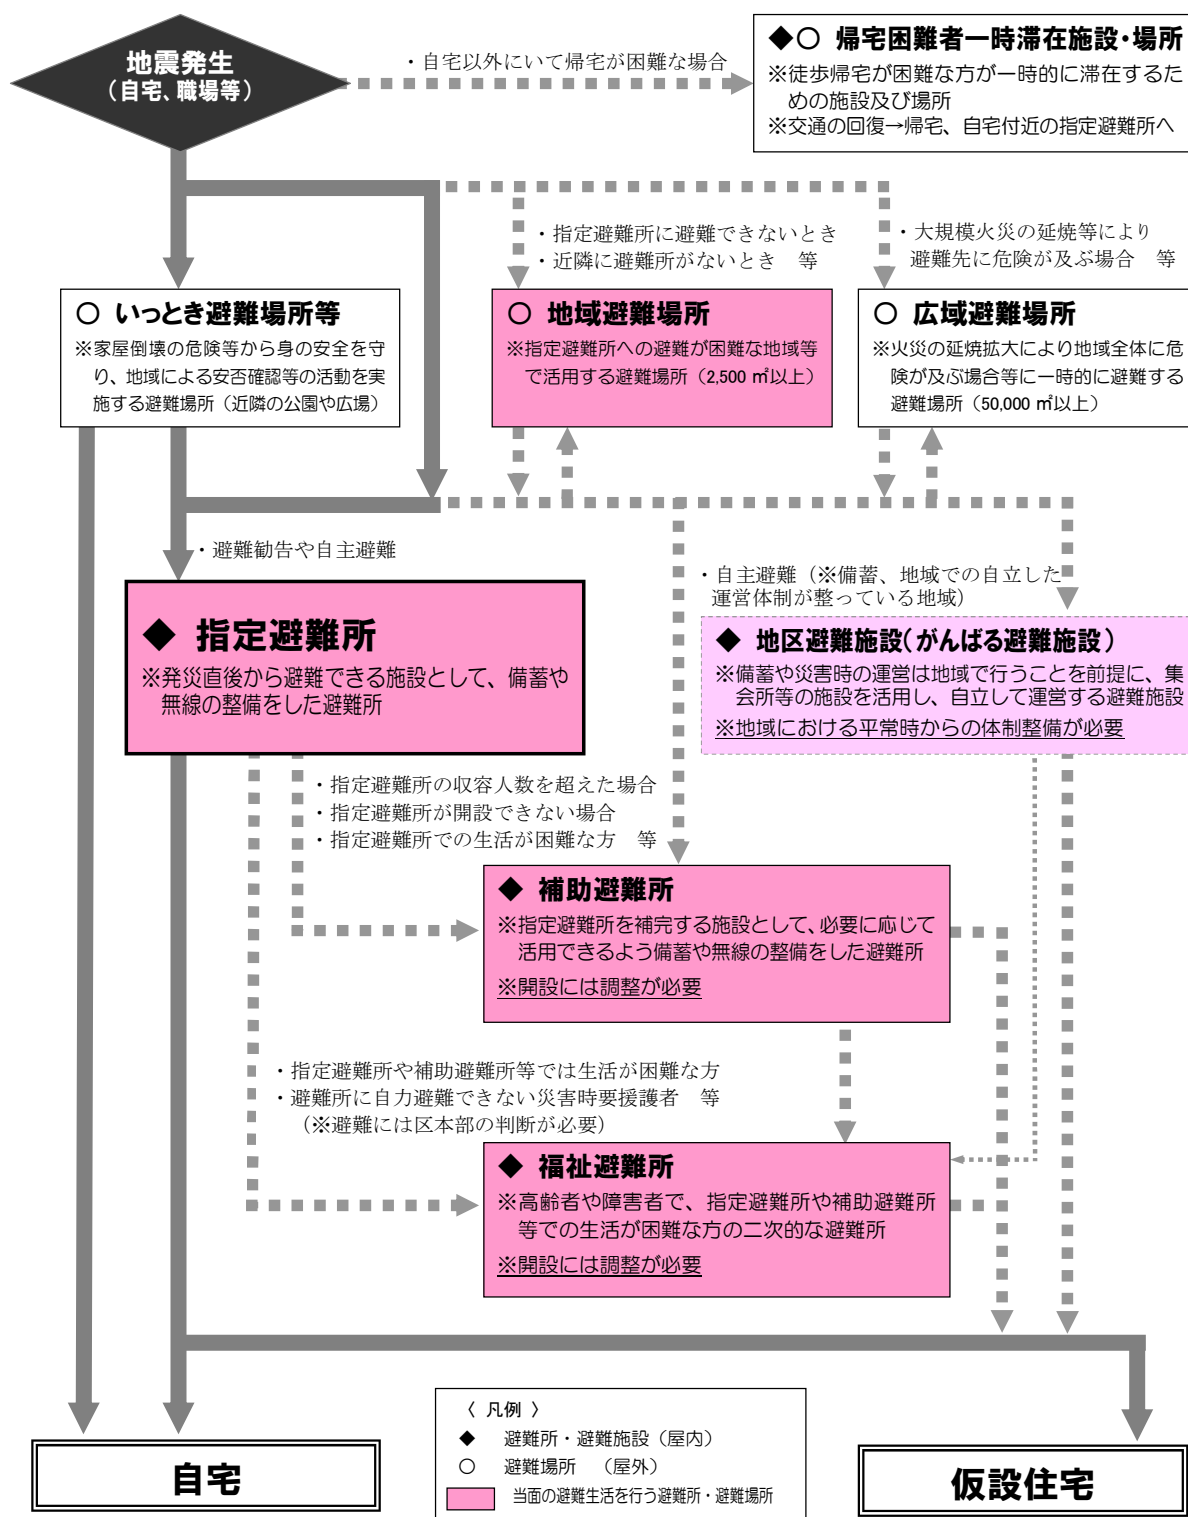 地震発生
（自宅、職場等）
・自宅以外にいて帰宅が困難な場合
◆○ 帰宅困難者一時滞在施設・場所
※徒歩帰宅が困難な方が一時的に滞在するた
めの施設及び場所
※交通の回復→帰宅、自宅付近の指定避難所へ
・指定避難所に避難できないとき
・近隣に避難所がないとき　等
・大規模火災の延焼等により
避難先に危険が及ぶ場合　等
○ いっとき避難場所等
※家屋倒壊の危険等から身の安全を守
り、地域による安否確認等の活動を実
施する避難場所（近隣の公園や広場）
○ 地域避難場所
※指定避難所への避難が困難な地域等
で活用する避難場所（2,500 ㎡以上）
○ 広域避難場所
※火災の延焼拡大により地域全体に危
険が及ぶ場合等に一時的に避難する
避難場所（50,000 ㎡以上）
・避難勧告や自主避難
・自主避難（※備蓄、地域での自立した
運営体制が整っている地域）
◆ 指定避難所
※発災直後から避難できる施設として、備蓄や
無線の整備をした避難所
◆ 地区避難施設（がんばる避難施設）
※備蓄や災害時の運営は地域で行うことを前提に、集
会所等の施設を活用し、自立して運営する避難施設
※地域における平常時からの体制整備が必要
・指定避難所の収容人数を超えた場合
・指定避難所が開設できない場合
・指定避難所での生活が困難な方　等
◆ 補助避難所
※指定避難所を補完する施設として、必要に応じて
活用できるよう備蓄や無線の整備をした避難所
※開設には調整が必要
・指定避難所や補助避難所等では生活が困難な方
・避難所に自力避難できない災害時要援護者　等
（※避難には区本部の判断が必要）
◆ 福祉避難所
※高齢者や障害者で、指定避難所や補助避難所
等での生活が困難な方の二次的な避難所
※開設には調整が必要
自宅
〈 凡例 〉
◆　避難所・避難施設（屋内）
○　避難場所　（屋外）
当面の避難生活を行う避難所・避難場所
仮設住宅